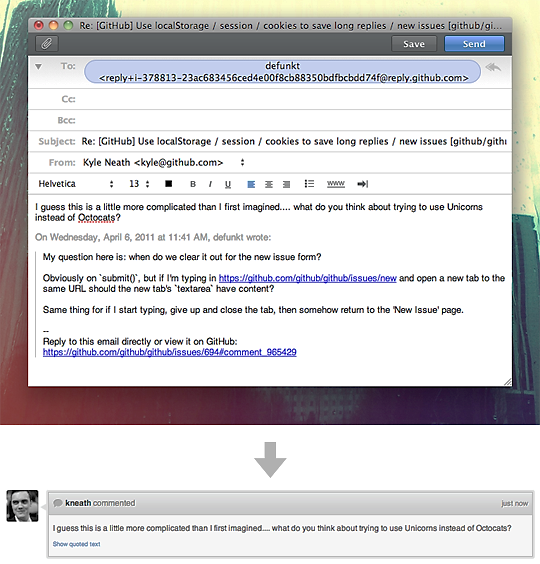 Re: [GitHub] Use localStorage / session / cookies to save long replies / new issues [github/gi...
Save
Send
To:
defunkt
<reply+i-378813-23ac683456ced4e00f8cb88350bdfbcbdd74f@reply.github.com>
Cc:
Bcc:
Subject: Re: [GitHub] Use localStorage / session / cookies to save long replies / new issues [github/githu
From: Kyle Neath <kyle@github.com>
Helvetica 13 B I U www
I guess this is a little more complicated than I first imagined.... what do you think about trying to use Unicorns
instead of Octocats?
On Wednesday, April 6, 2011 at 11:41 AM, defunkt wrote:
My question here is: when do we clear it out for the new issue form?
Obviously on `submit()`, but if I'm typing in https://github.com/github/github/issues/new and open a new tab to the
same URL should the new tab's `textarea` have content?
Same thing for if I start typing, give up and close the tab, then somehow return to the 'New Issue' page.
--
Reply to this email directly or view it on GitHub:
https://github.com/github/github/issues/694#comment_965429
kneath commented
just now
I guess this is a little more complicated than I first imagined.... what do you think about trying to use Unicorns instead of Octocats?
Show quoted text